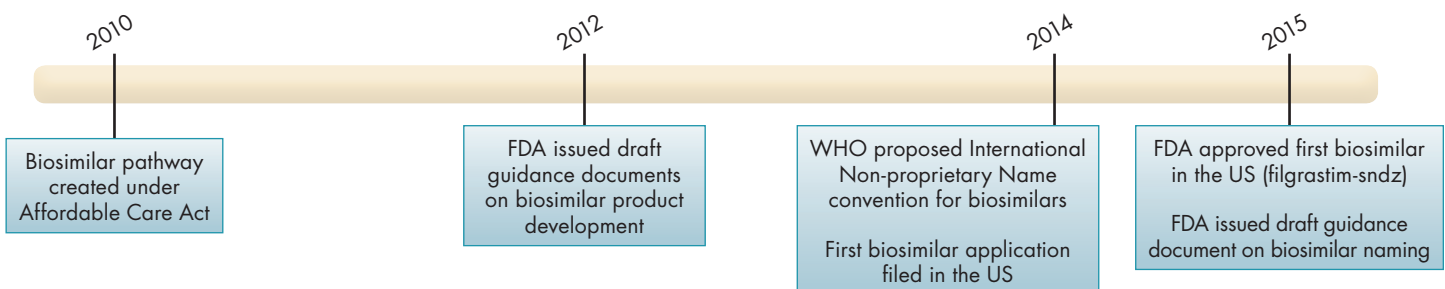 2010
2012
2014
2015
Biosimilar pathway
created under
Affordable Care Act
FDA issued draft
guidance documents
on biosimilar product
development
WHO proposed International
Non-proprietary Name
convention for biosimilars
First biosimilar application
filed in the US
FDA approved first biosimilar
in the US (filgrastim-sndz)
FDA issued draft guidance
document on biosimilar naming